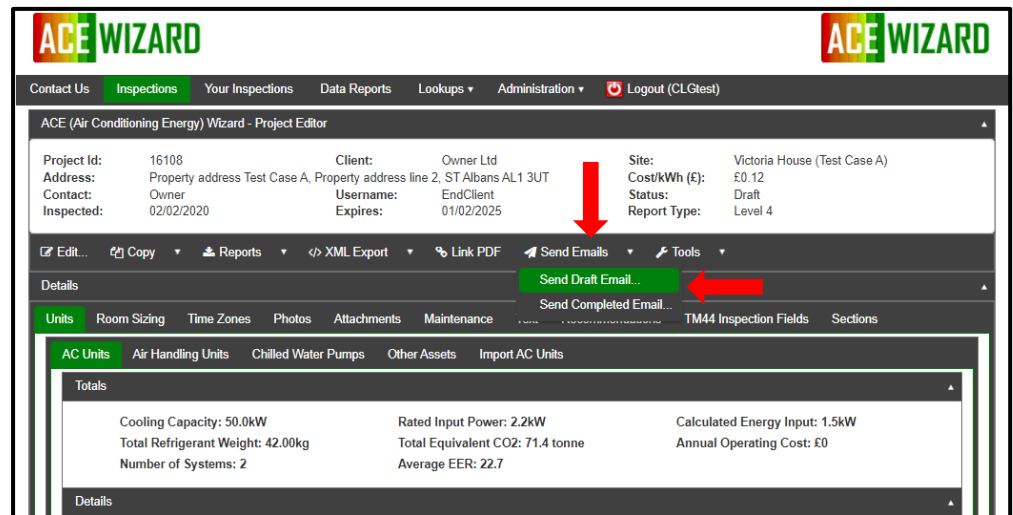 ACE WIZARD ACE WIZARD
Contact Us Inspections Your Inspections Data Reports Lookups Administration Logout (CLGtest)
ACE (Air Conditioning Energy) Wizard - Project Editor
Project Id: 16108 Client: Owner Ltd Site: Victoria House (Test Case A)
Address: Property address Test Case A, Property address line 2, ST Albans AL1 3UT Cost/kWh (£): £0.12
Contact: Owner Username: EndClient Status: Draft
Inspected: 02/02/2020 Expires: 01/02/2025 Report Type: Level 4
Edit... Copy Reports </> XML Export Link PDF Send Emails Tools
Details Send Draft Email...
Send Completed Email...
Units Room Sizing Time Zones Photos Attachments Maintenance TM44 Inspection Fields Sections
AC Units Air Handling Units Chilled Water Pumps Other Assets Import AC Units
Totals
Cooling Capacity: 50.0kW Rated Input Power: 2.2kW Calculated Energy Input: 1.5kW
Total Refrigerant Weight: 42.00kg Total Equivalent CO2: 71.4 tonne Annual Operating Cost: £0
Number of Systems: 2 Average EER: 22.7
Details